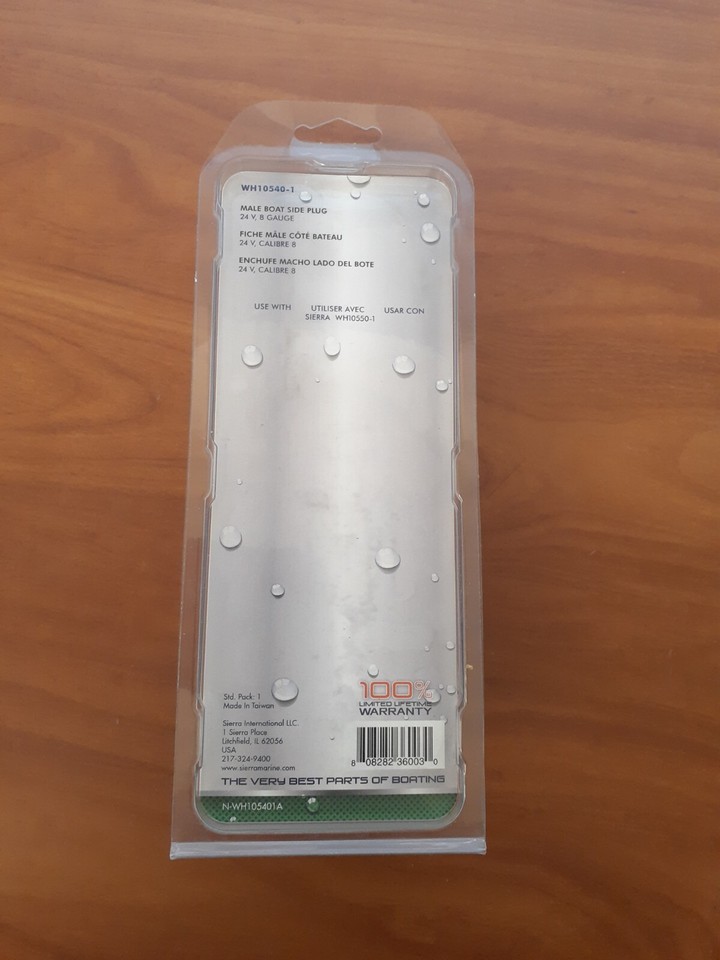 WH10540-1
MALE BOAT SIDE PLUG
24 V, 8 GAUGE
FICHE MÂLE CÔTÉ BATEAU
24 V, CALIBRE 8
ENCHUFE MACHO LADO DEL BOTE
24 V, CALIBRE 8
USE WITH UTILISER AVEC USAR CON
SIERRA WH10550-1
Std. Pack: 1
Made In Taiwan
Sierra International LLC.
1 Sierra Place
Litchfield, IL 62056
USA
217-324-9400
www.sierramarine.com
100%
LIMITED LIFETIME
WARRANTY
8 08282 36003 0
THE VERY BEST PARTS OF BOATING
N-WH105401A